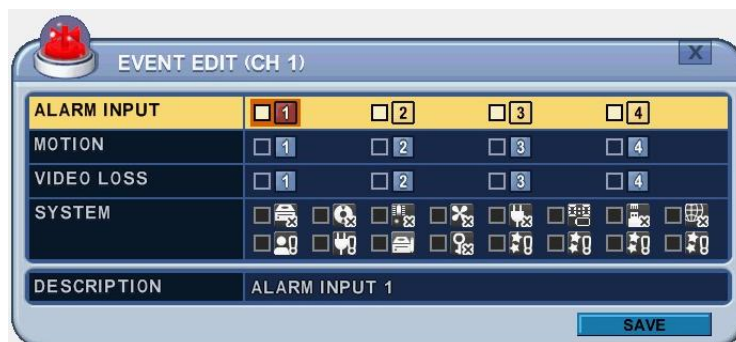 EVENT EDIT (CH 1)
X
ALARM INPUT 1 2 3 4
MOTION 1 2 3 4
VIDEO LOSS 1 2 3 4
SYSTEM
DESCRIPTION ALARM INPUT 1
SAVE